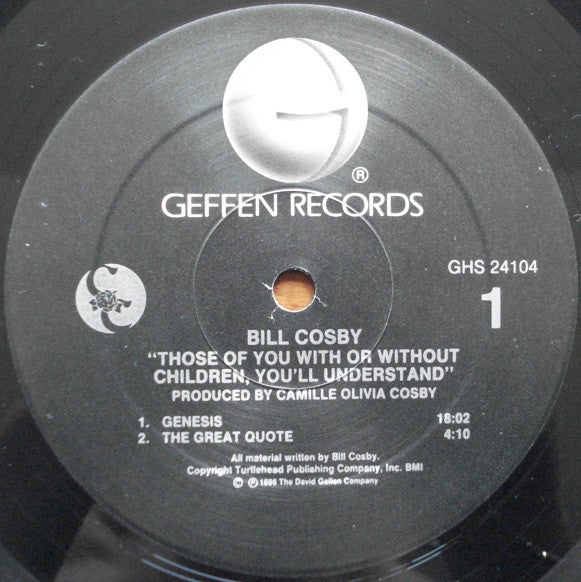 ®
GEFFEN RECORDS
GHS 24104
1
BILL COSBY
"THOSE OF YOU WITH OR WITHOUT
CHILDREN, YOU'LL UNDERSTAND"
PRODUCED BY CAMILLE OLIVIA COSBY
1. GENESIS 18:02
2. THE GREAT QUOTE 4:10
All material written by Bill Cosby.
Copyright Turtlehead Publishing Company, Inc. BMI
© ℗ 1986 The David Geffen Company